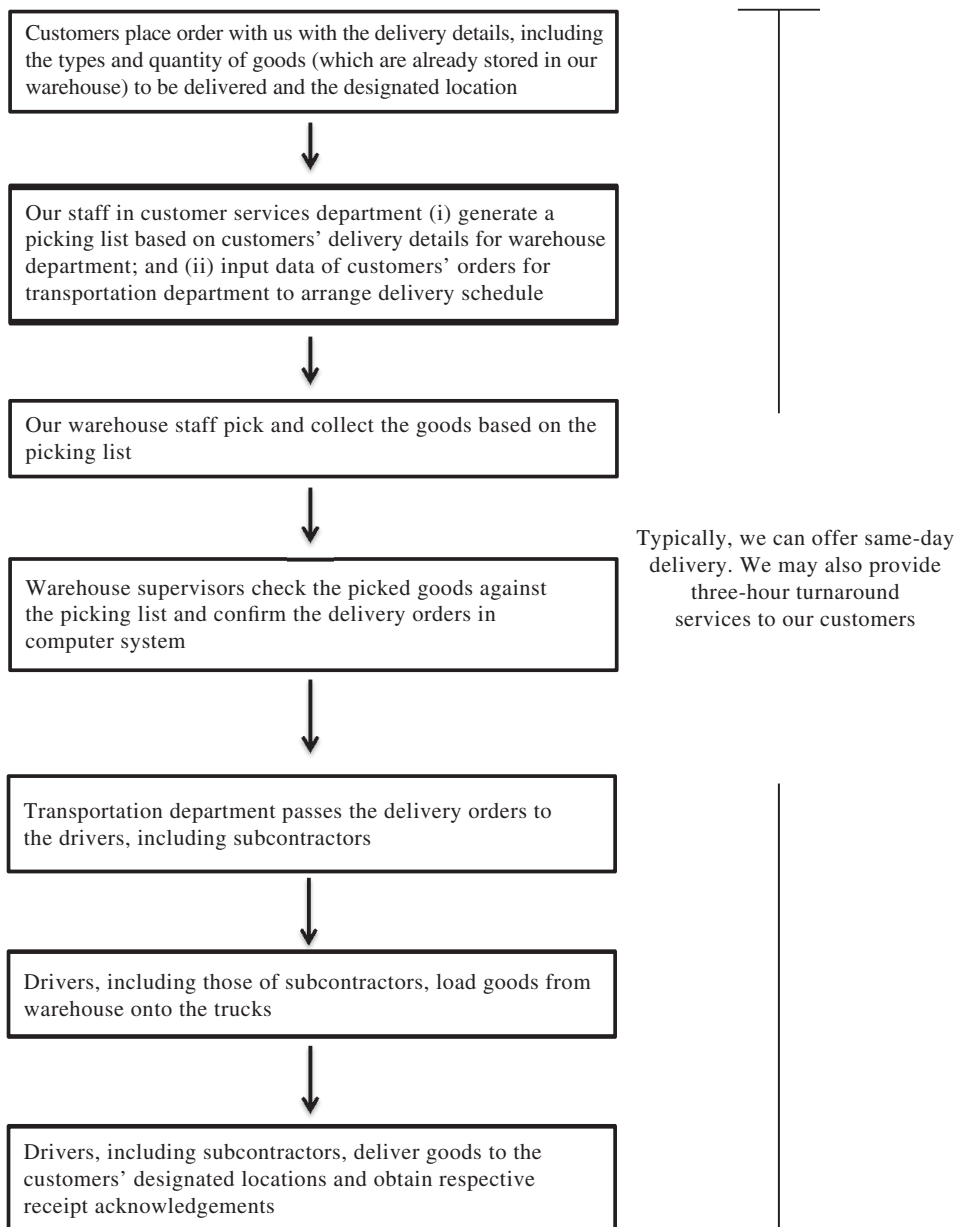 Customers place order with us with the delivery details, including
the types and quantity of goods (which are already stored in our
warehouse) to be delivered and the designated location
Our staff in customer services department (i) generate a
picking list based on customers’ delivery details for warehouse
department; and (ii) input data of customers’ orders for
transportation department to arrange delivery schedule
Our warehouse staff pick and collect the goods based on the
picking list
Warehouse supervisors check the picked goods against
the picking list and confirm the delivery orders in
computer system
Typically, we can offer same-day
delivery. We may also provide
three-hour turnaround
services to our customers
Transportation department passes the delivery orders to
the drivers, including subcontractors
Drivers, including those of subcontractors, load goods from
warehouse onto the trucks
Drivers, including subcontractors, deliver goods to the
customers’ designated locations and obtain respective
receipt acknowledgements